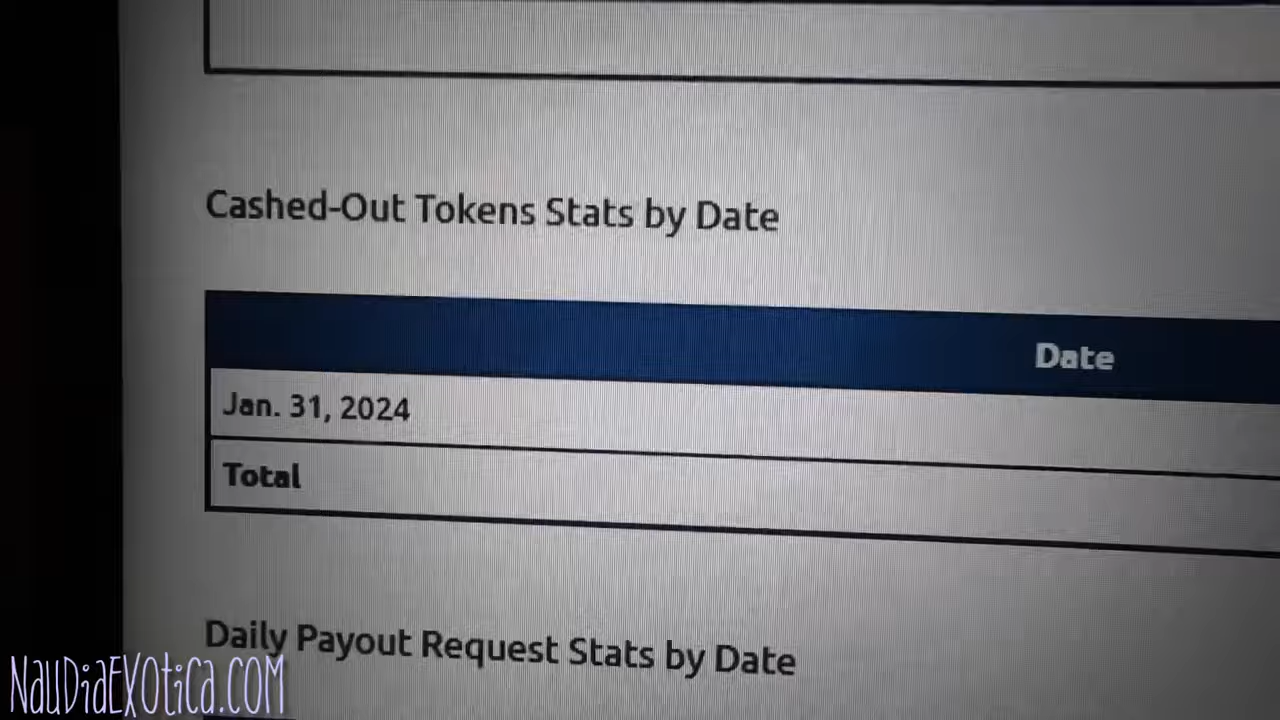 Cashed-Out Tokens Stats by Date
Date
Jan. 31, 2024
Total
Daily Payout Request Stats by Date
NaudiaExotica.com